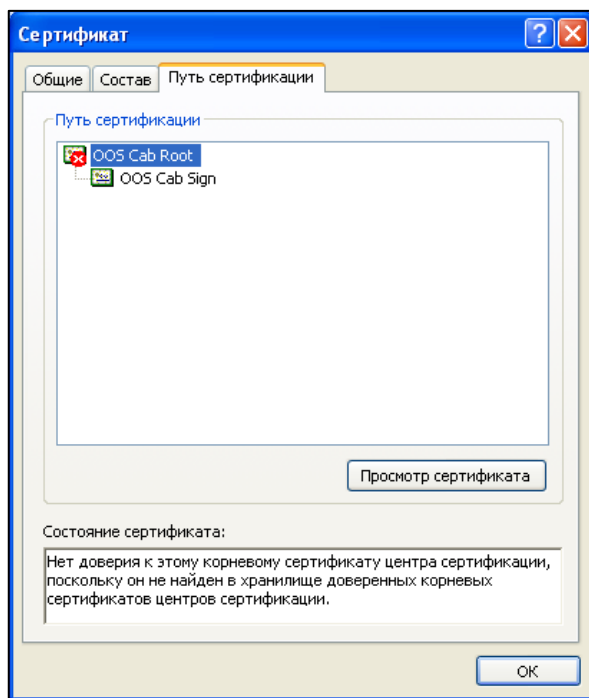 Сертификат
Общие Состав Путь сертификации
Путь сертификации
OOS Cab Root
OOS Cab Sign
Просмотр сертификата
Состояние сертификата:
Нет доверия к этому корневому сертификату центра сертификации,
поскольку он не найден в хранилище доверенных корневых
сертификатов центров сертификации.
ОК